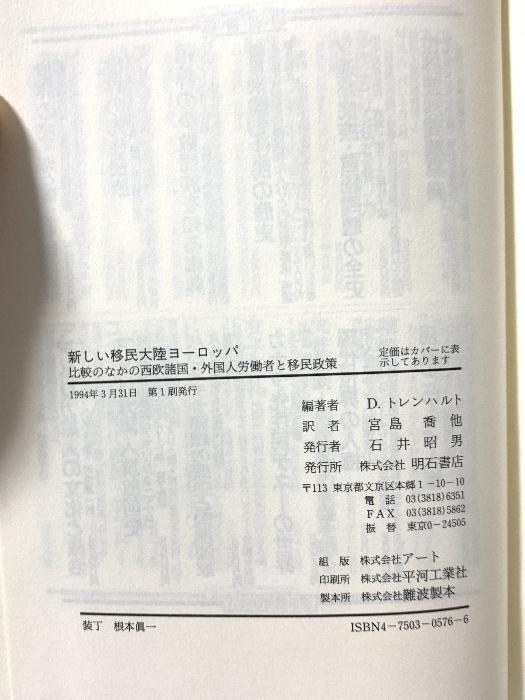 新しい移民大陸ヨーロッパ
比較のなかの西欧諸国・外国人労働者と移民政策
定価はカバーに表
示してあります
1994年3月31日 第1刷発行
編著者 D.トレンハルト
訳者 宮島喬他
発行者 石井昭男
発行所 株式会社 明石書店
〒113 東京都文京区本郷1-10-10
電話 03(3818)6351
FAX 03(3818)5862
振替 東京0-24505
組版 株式会社アート
印刷所 株式会社平河工業社
製本所 株式会社難波製本
装丁 根本眞一
ISBN4-7503-0576-6